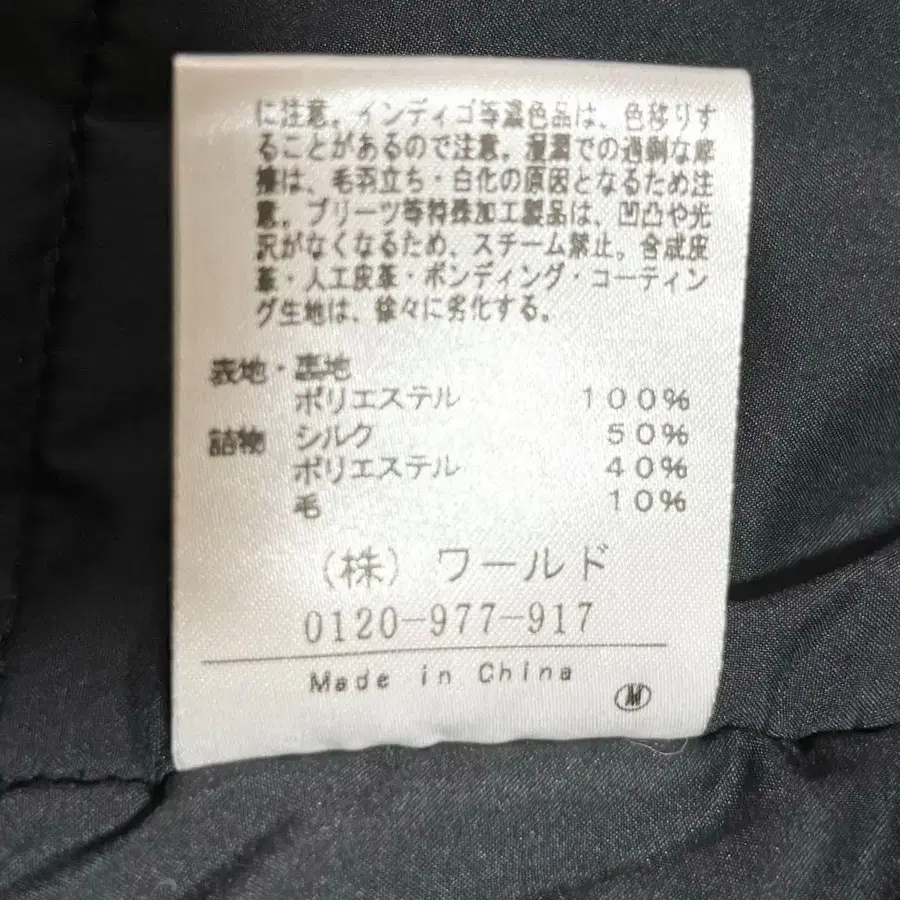 に注意。インディゴ等濃色品は、色移りす
ることがあるので注意。湿潤での過剰な摩
擦は、毛羽立ち・白化の原因となるため注
意。プリーツ等特殊加工製品は、凹凸や光
沢がなくなるため、スチーム禁止。合成皮
革・人工皮革・ボンディング・コーティン
グ生地は、徐々に劣化する。
表地・裏地
ポリエステル 100%
詰物 シルク 50%
ポリエステル 40%
毛 10%
(株) ワールド
0120-977-917
Made in China
M